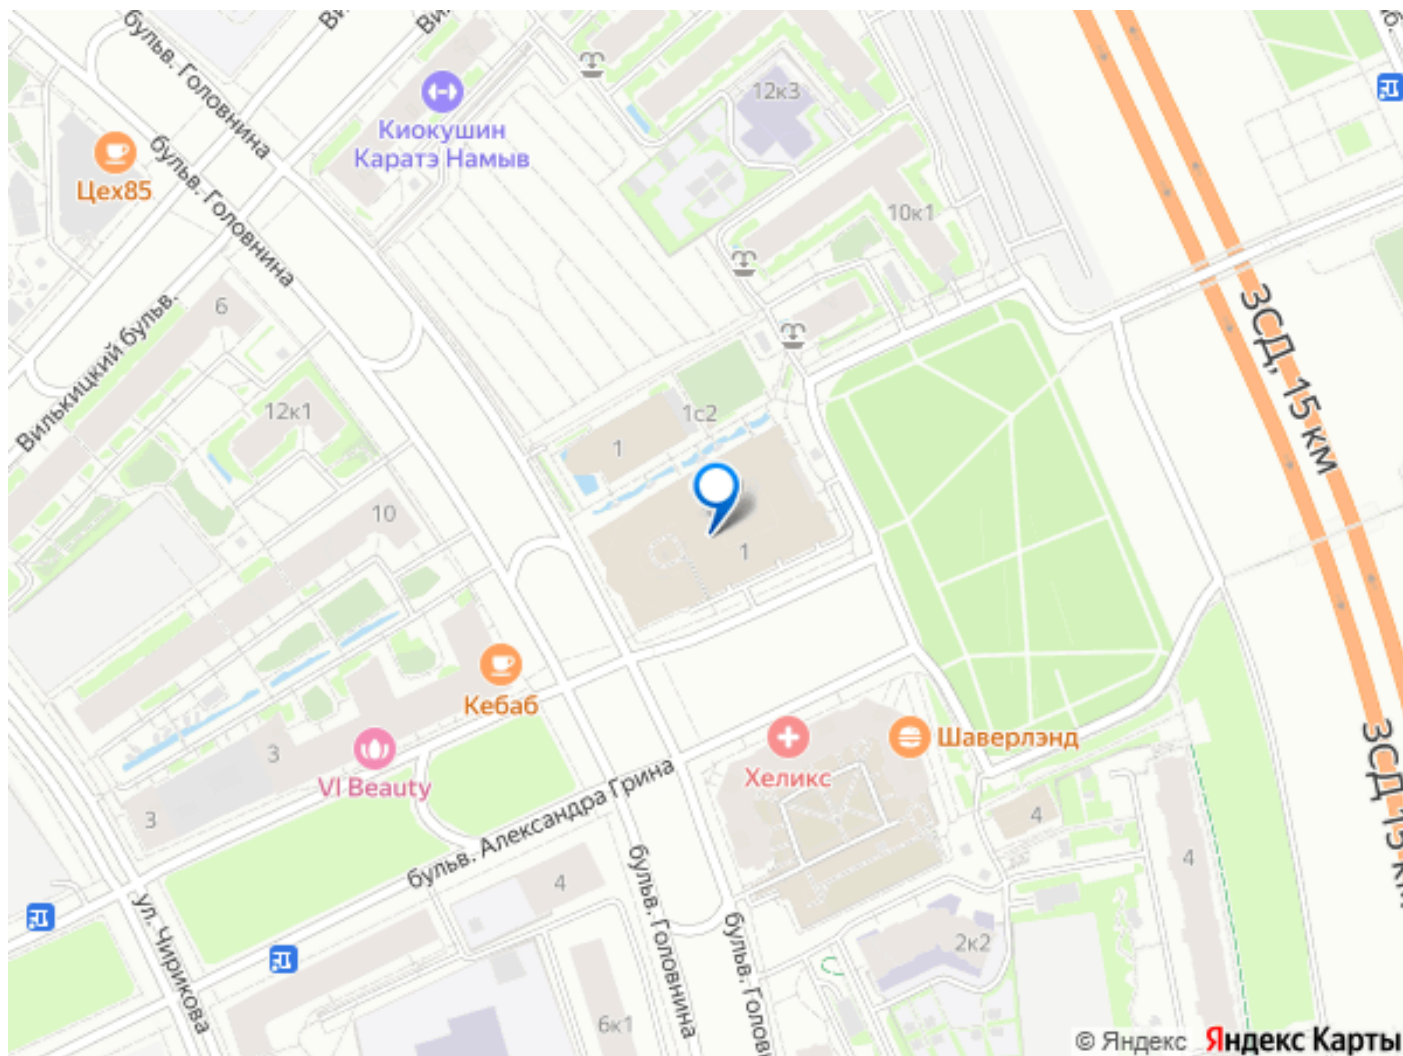 бульв. Головнина
12к3
Киокушин
Каратэ Намыв
бульв. Головнина
Цех85
10к1
6
ЗСД, 15 км
Вилькицкий бульв.
12к1
1с2
1
10
1
Кебаб
Шаверлэнд
3
VI Beauty
Хеликс
3
бульв. Александра Грина
4
4
4
ул. Чирикова
бульв. Головнина
бульв. Голов
2к2
6к1
ЗСД 15 км
© Яндекс Яндекс Карты